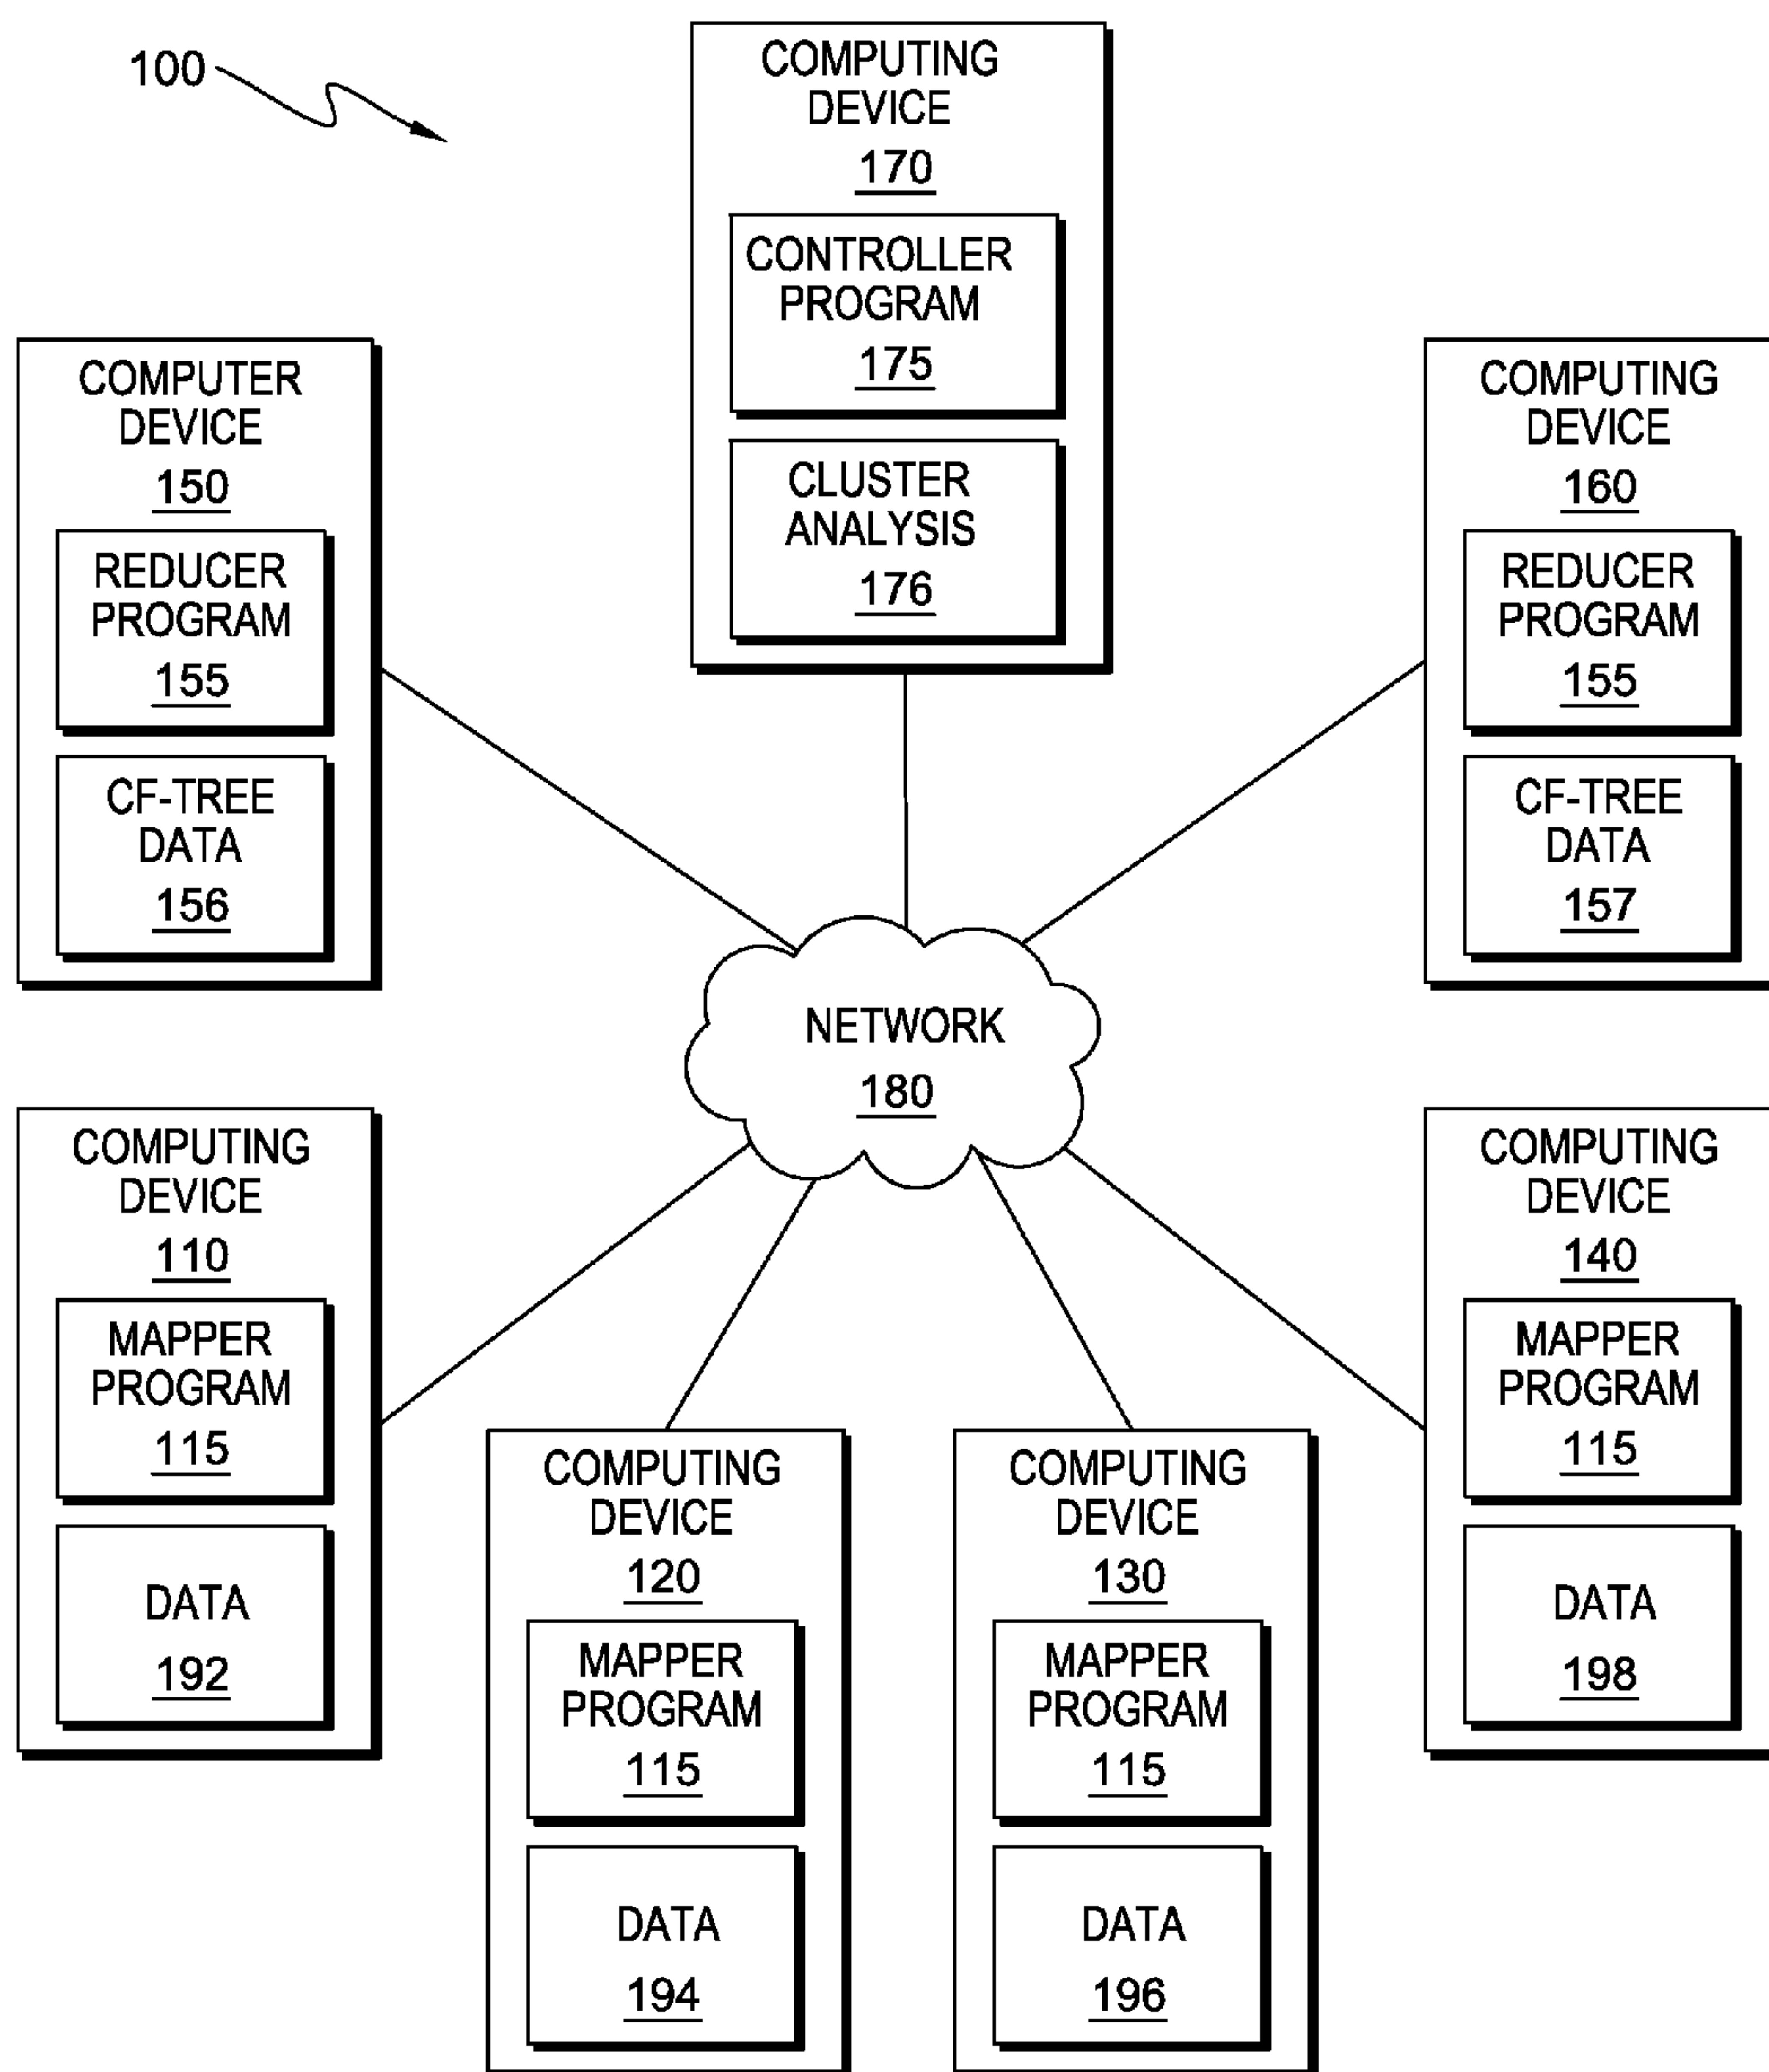 100
COMPUTING
DEVICE
170
CONTROLLER
PROGRAM
175
CLUSTER
ANALYSIS
176
COMPUTER
DEVICE
150
REDUCER
PROGRAM
155
CF-TREE
DATA
156
COMPUTING
DEVICE
160
REDUCER
PROGRAM
155
CF-TREE
DATA
157
NETWORK
180
COMPUTING
DEVICE
110
MAPPER
PROGRAM
115
DATA
192
COMPUTING
DEVICE
120
MAPPER
PROGRAM
115
DATA
194
COMPUTING
DEVICE
130
MAPPER
PROGRAM
115
DATA
196
COMPUTING
DEVICE
140
MAPPER
PROGRAM
115
DATA
198